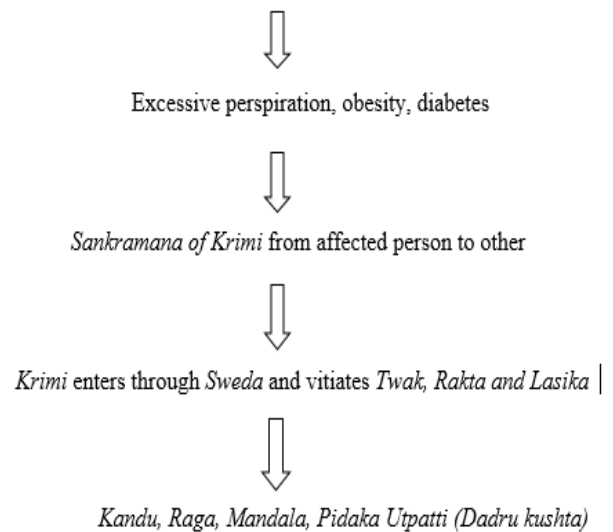 Excessive perspiration, obesity, diabetes
Sankramana of Krimi from affected person to other
Krimi enters through Sweda and vitiates Twak, Rakta and Lasika
Kandu, Raga, Mandala, Pidaka Utpatti (Dadru kushta)